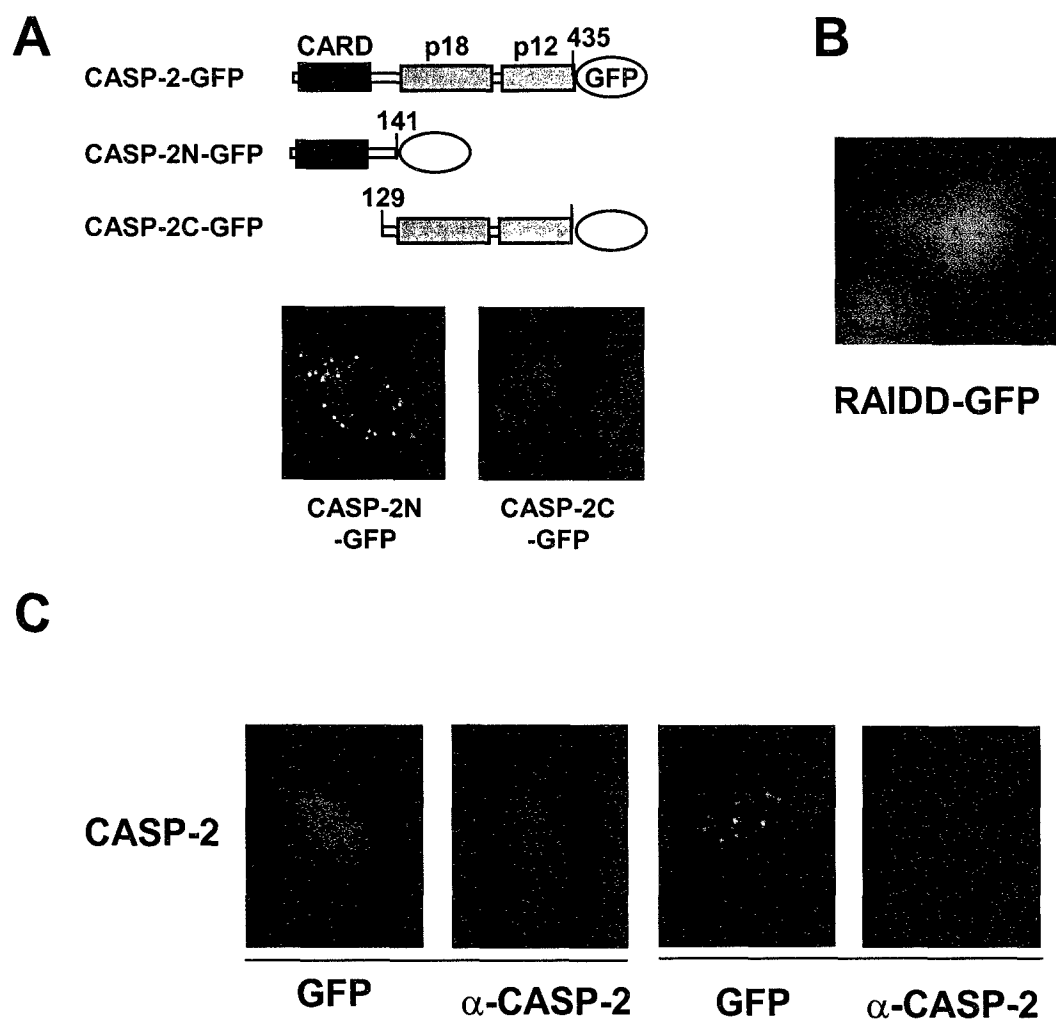 A
CARD p18 p12 435
CASP-2-GFP GFP
141
CASP-2N-GFP
129
CASP-2C-GFP
CASP-2N
-GFP
CASP-2C
-GFP
B
RAIDD-GFP
C
CASP-2
GFP α-CASP-2 GFP α-CASP-2